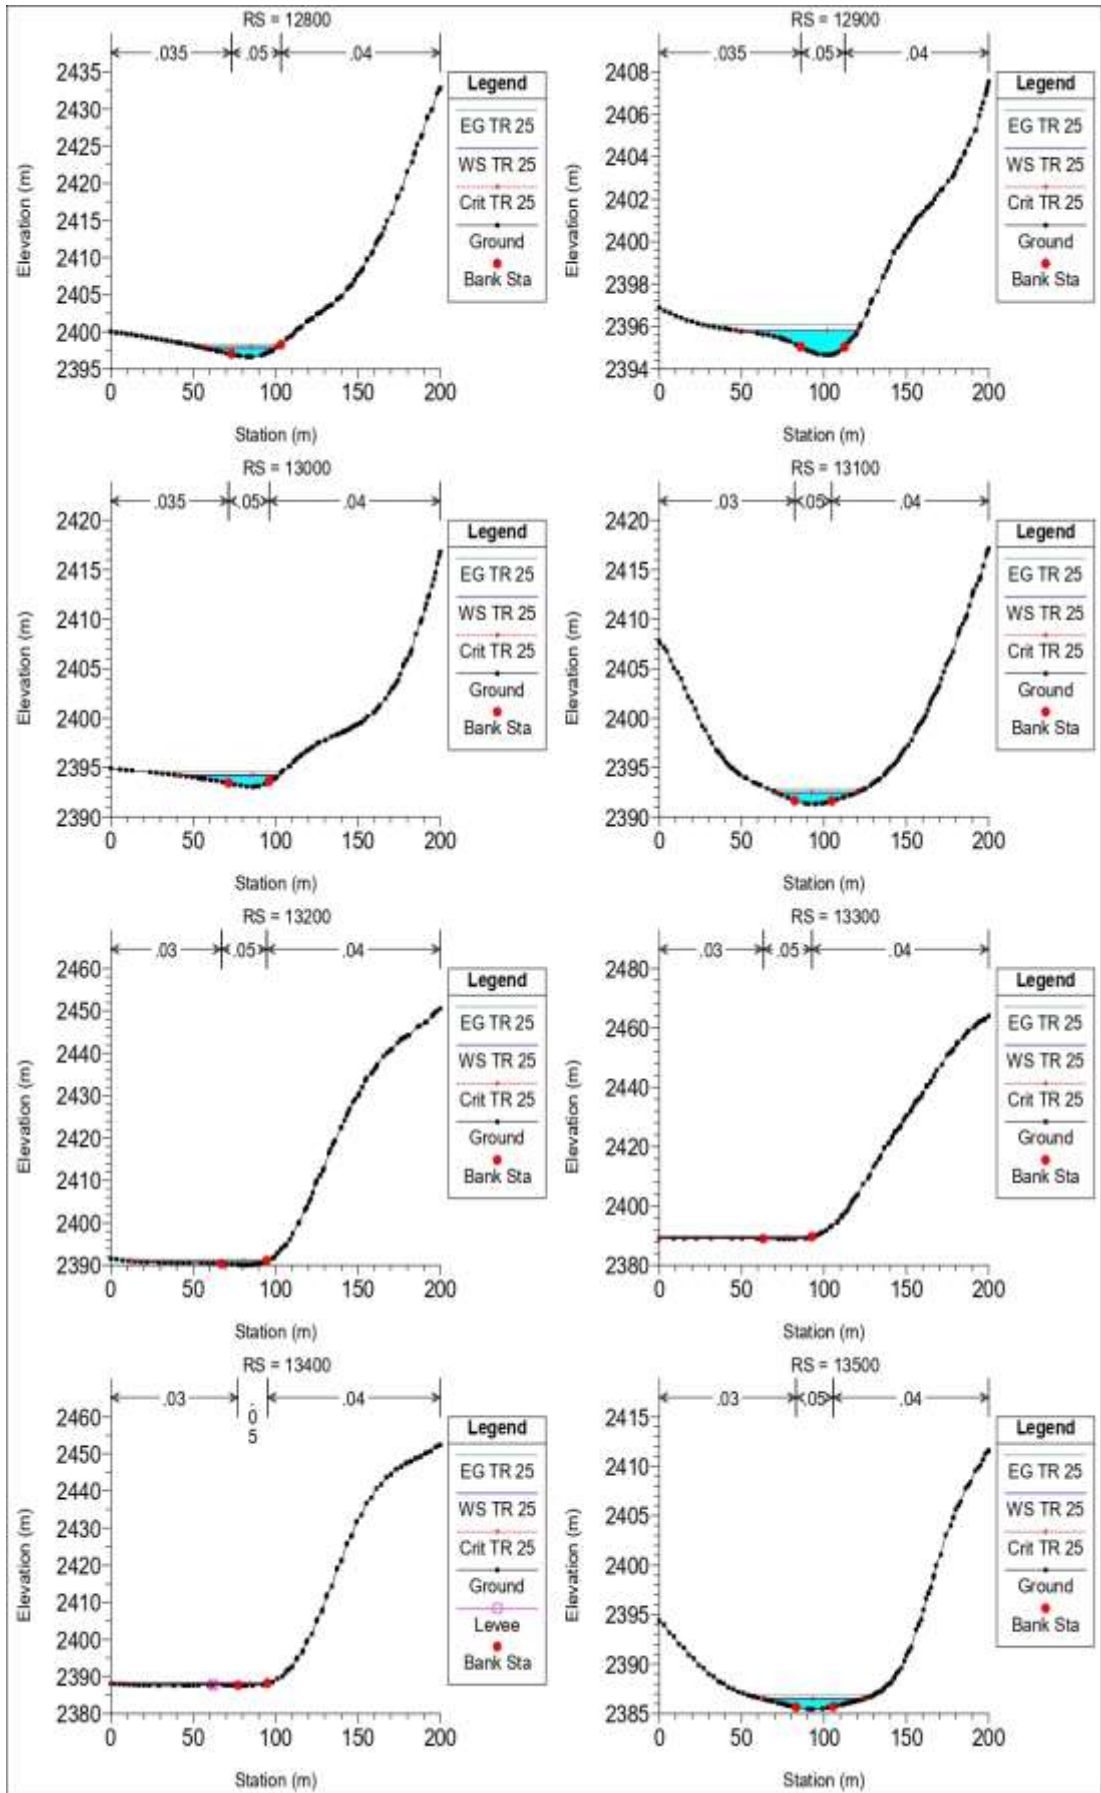 RS = 12800
.035 .05 .04
Elevation (m)
2435
2430
2425
2420
2415
2410
2405
2400
2395
0 50 100 150 200
Station (m)
Legend
EG TR 25
WS TR 25
Crit TR 25
Ground
Bank Sta
RS = 12900
.035 .05 .04
Elevation (m)
2408
2406
2404
2402
2400
2398
2396
2394
0 50 100 150 200
Station (m)
Legend
EG TR 25
WS TR 25
Crit TR 25
Ground
Bank Sta
RS = 13000
.035 .05 .04
Elevation (m)
2420
2415
2410
2405
2400
2395
2390
0 50 100 150 200
Station (m)
Legend
EG TR 25
WS TR 25
Crit TR 25
Ground
Bank Sta
RS = 13100
.03 .05 .04
Elevation (m)
2420
2415
2410
2405
2400
2395
2390
0 50 100 150 200
Station (m)
Legend
EG TR 25
WS TR 25
Crit TR 25
Ground
Bank Sta
RS = 13200
.03 .05 .04
Elevation (m)
2460
2450
2440
2430
2420
2410
2400
2390
0 50 100 150 200
Station (m)
Legend
EG TR 25
WS TR 25
Crit TR 25
Ground
Bank Sta
RS = 13300
.03 .05 .04
Elevation (m)
2480
2460
2440
2420
2400
2380
0 50 100 150 200
Station (m)
Legend
EG TR 25
WS TR 25
Crit TR 25
Ground
Bank Sta
RS = 13400
.03 .05 .04
Elevation (m)
2460
2450
2440
2430
2420
2410
2400
2390
2380
0 50 100 150 200
Station (m)
Legend
EG TR 25
WS TR 25
Crit TR 25
Ground
Levee
Bank Sta
RS = 13500
.03 .05 .04
Elevation (m)
2415
2410
2405
2400
2395
2390
2385
0 50 100 150 200
Station (m)
Legend
EG TR 25
WS TR 25
Crit TR 25
Ground
Bank Sta